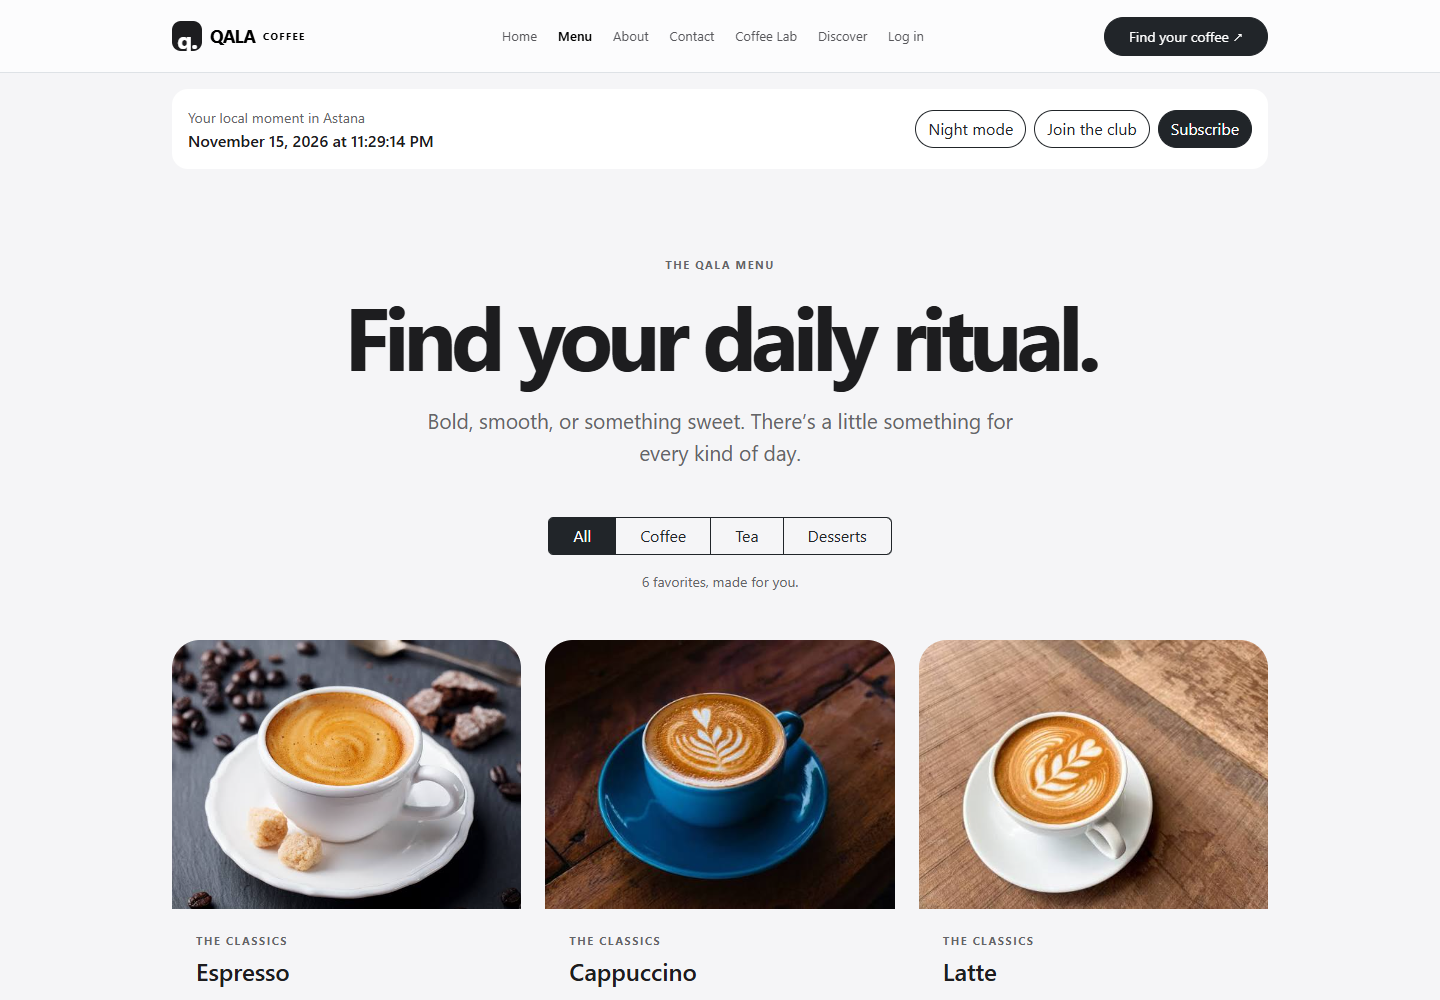 q.
QALA COFFEE
Home Menu About Contact Coffee Lab Discover Log in
Find your coffee ↗
Your local moment in Astana
November 15, 2026 at 11:29:14 PM
Night mode
Join the club
Subscribe
THE QALA MENU
Find your daily ritual.
Bold, smooth, or something sweet. There’s a little something for
every kind of day.
All Coffee Tea Desserts
6 favorites, made for you.
THE CLASSICS
Espresso
THE CLASSICS
Cappuccino
THE CLASSICS
Latte